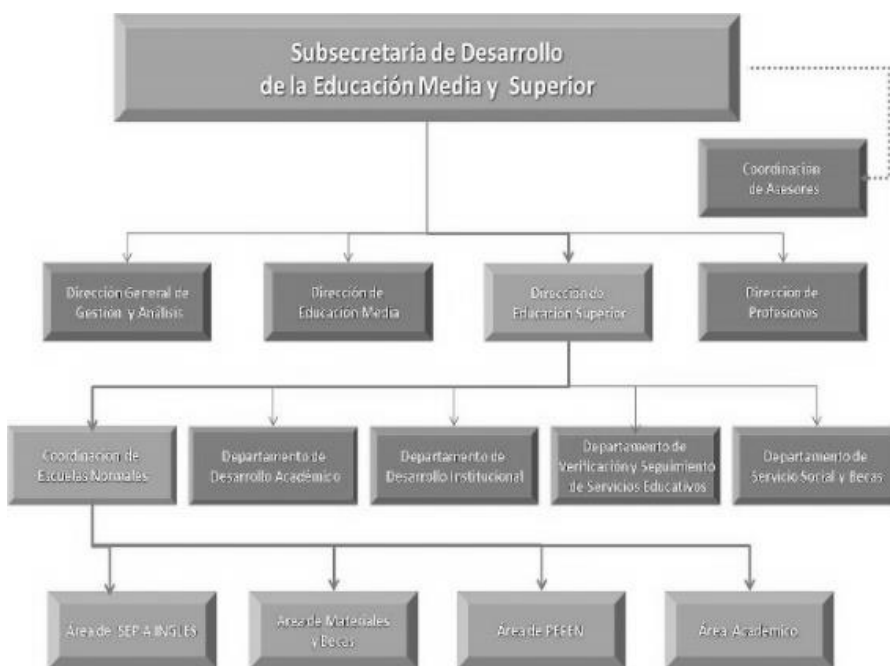 Subsecretaria de Desarrollo
de la Educación Media y Superior
Coordinacion
de Asesores
Dirección General de
Gestión y Análisis
Dirección de
Educación Media
Dirección de
Educación Superior
Direccion de
Profesiones
Coordinacion de
Escuelas Normales
Departamento de
Desarrollo Académico
Departamento de
Desarrollo Institucional
Departamento de
Verificación y Seguimiento
de Servicios Educativos
Departamento de
Servicio Social y Becas
Área de SEP A INGLES
Area de Materiales
y Becas
Área de PEFEN
Área Academico